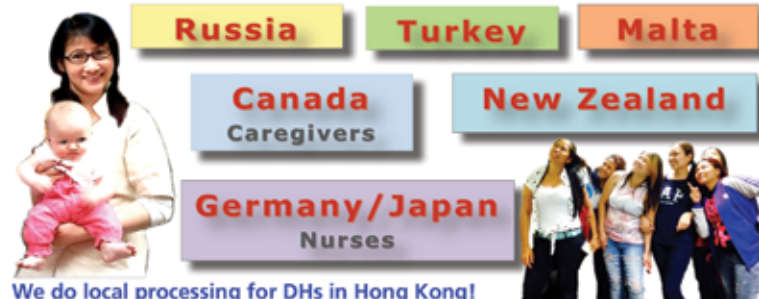 Russia
Turkey
Malta
Canada
Caregivers
New Zealand
Germany/Japan
Nurses
We do local processing for DHs in Hong Kong!